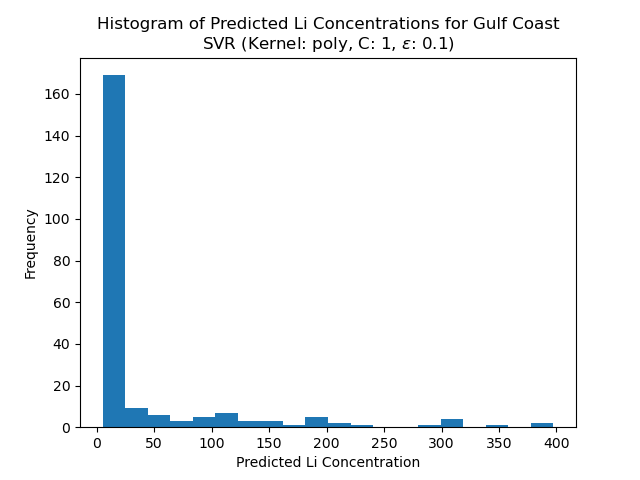 Histogram of Predicted Li Concentrations for Gulf Coast
SVR (Kernel: poly, C: 1, ε: 0.1)
160
140
120
100
80
60
40
20
0
Frequency
0 50 100 150 200 250 300 350 400
Predicted Li Concentration